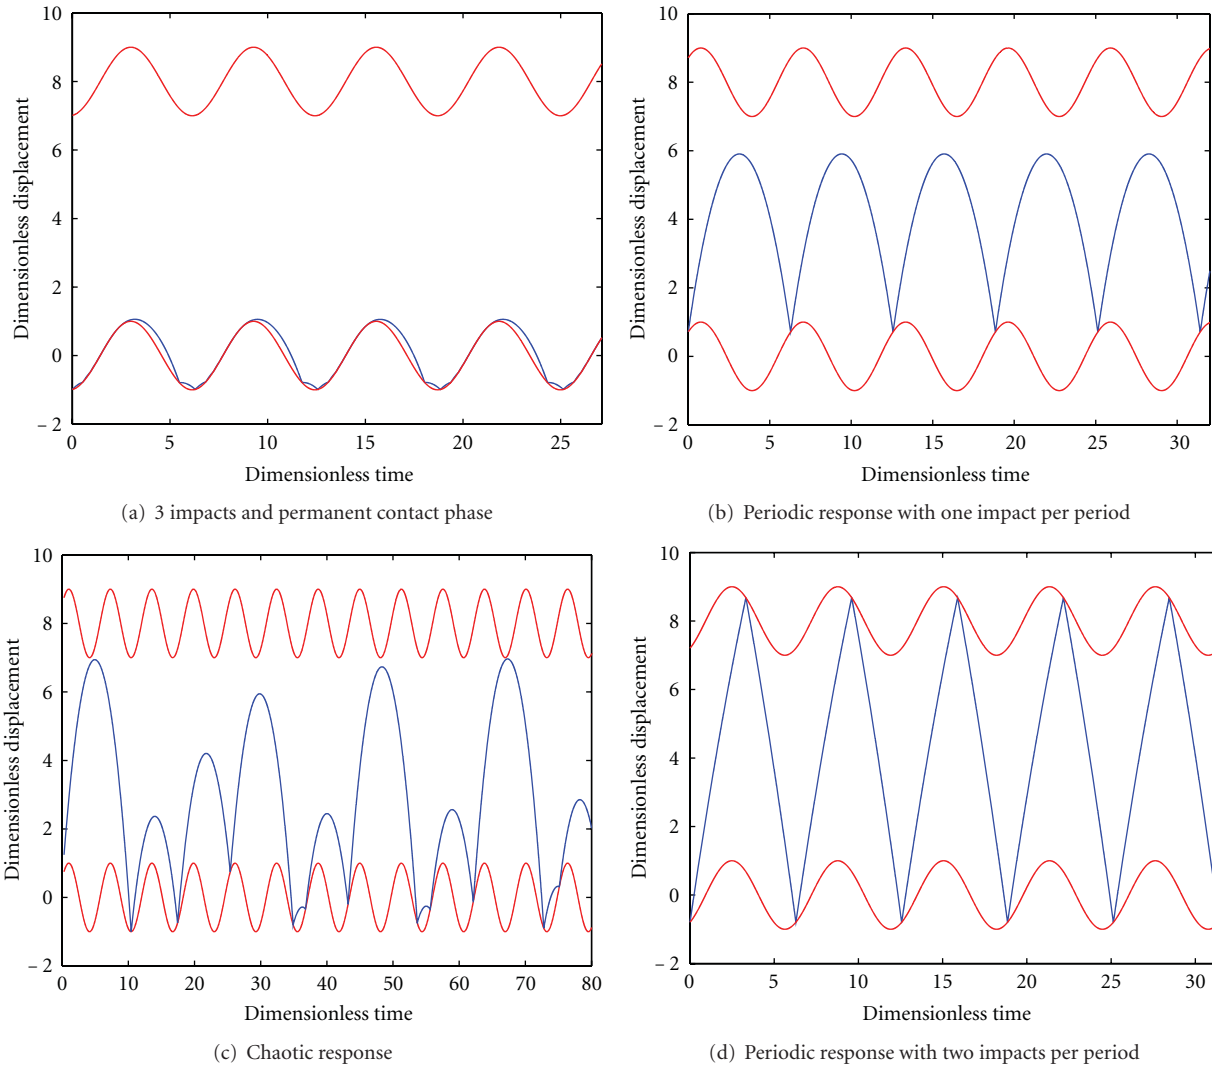 10
8
6
4
2
0
– 2
Dimensionless displacement
0 5 10 15 20 25
Dimensionless time
(a) 3 impacts and permanent contact phase
10
8
6
4
2
0
– 2
Dimensionless displacement
0 5 10 15 20 25 30
Dimensionless time
(b) Periodic response with one impact per period
10
8
6
4
2
0
– 2
Dimensionless displacement
0 10 20 30 40 50 60 70 80
Dimensionless time
(c) Chaotic response
10
8
6
4
2
0
– 2
Dimensionless displacement
0 5 10 15 20 25 30
Dimensionless time
(d) Periodic response with two impacts per period